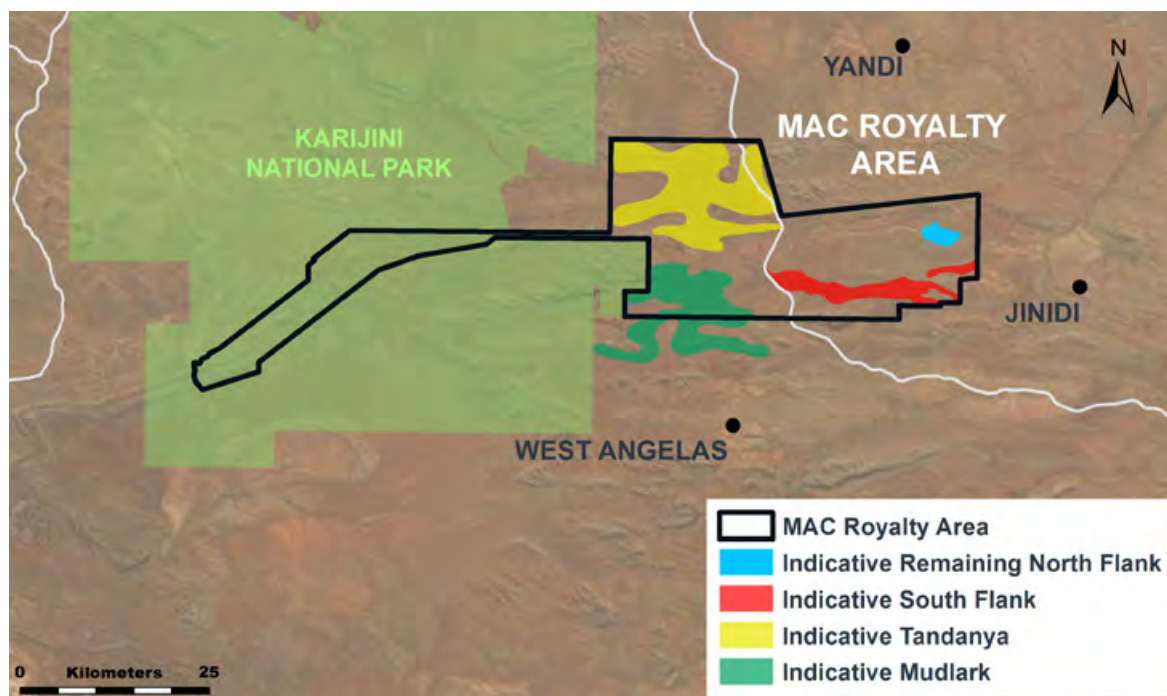 YANDI
N
MAC ROYALTY
AREA
KARIJINI
NATIONAL PARK
JINIDI
WEST ANGELAS
MAC Royalty Area
Indicative Remaining North Flank
Indicative South Flank
Indicative Tandanya
Indicative Mudlark
0 Kilometers 25